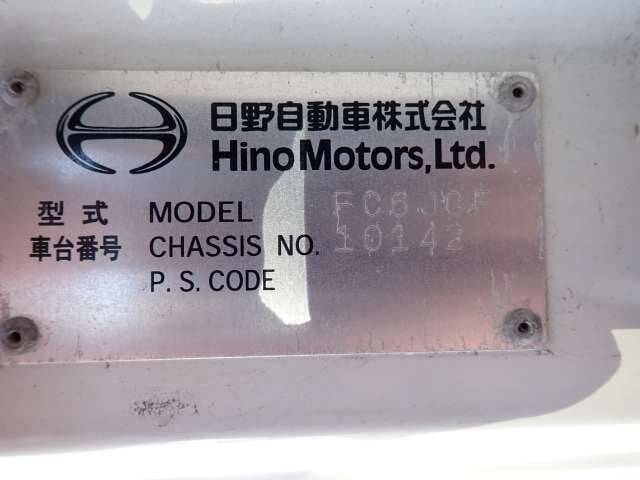 日野自動車株式会社
Hino Motors, Ltd.
型式 MODEL FC6JCF
車台番号 CHASSIS NO. 10142
P. S. CODE